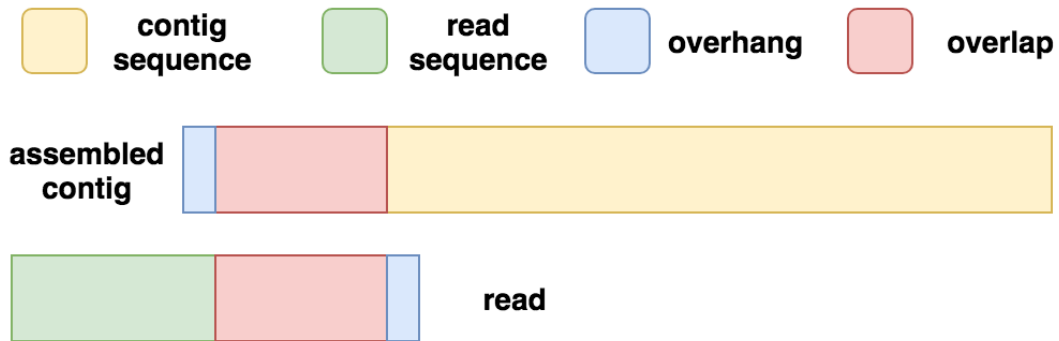 contig
sequence
read
sequence
overhang
overlap
assembled
contig
read